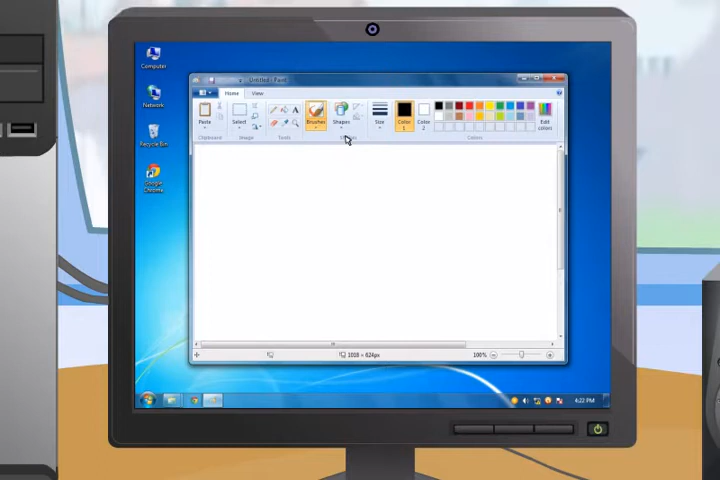 Computer
Network
Recycle Bin
Google
Chrome
Untitled - Paint
Home
View
Paste
Select
Brushes
Shapes
Size
Color
1
Color
2
Edit
colors
Clipboard
Image
Tools
Colors
1018 × 624px
100%
4:22 PM